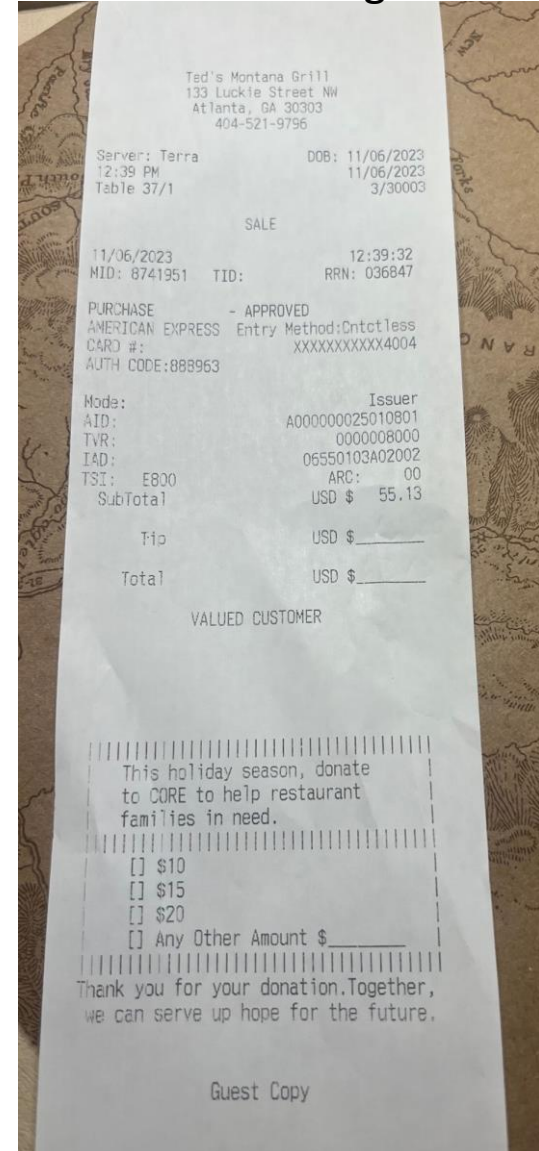 Ted's Montana Grill
133 Luckie Street NW
Atlanta, GA 30303
404-521-9796
Server: Terra DOB: 11/06/2023
12:39 PM 11/06/2023
Table 37/1 3/30003
SALE
11/06/2023 12:39:32
MID: 8741951 TID: RRN: 036847
PURCHASE - APPROVED
AMERICAN EXPRESS Entry Method:Cntctless
CARD #: XXXXXXXXXXX4004
AUTH CODE:888963
Mode: Issuer
AID: A000000025010801
TVR: 0000008000
IAD: 06550103A02002
TSI: E800 ARC: 00
SubTotal USD $ 55.13
Tip USD $______
Total USD $______
VALUED CUSTOMER
This holiday season, donate
to CORE to help restaurant
families in need.
[] $10
[] $15
[] $20
[] Any Other Amount $______
Thank you for your donation.Together,
we can serve up hope for the future.
Guest Copy